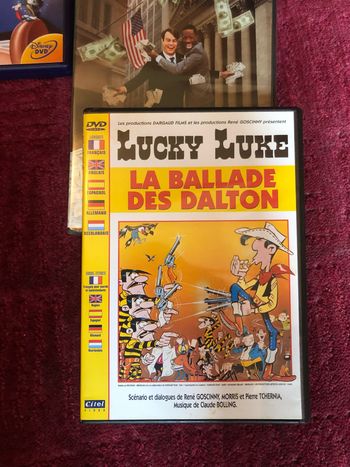 Disney
DVD
DVD
VIDEO
Les productions DARGAUD FILMS et les productions René GOSCINNY présentent
LUCKY LUKE
LA BALLADE
DES DALTON
FRANÇAIS
ANGLAIS
ESPAGNOL
ALLEMAND
NEERLANDAIS
Scénario et dialogues de René GOSCINNY, MORRIS et Pierre TCHERNIA,
Musique de Claude BOLLING.
Citel
VIDEO